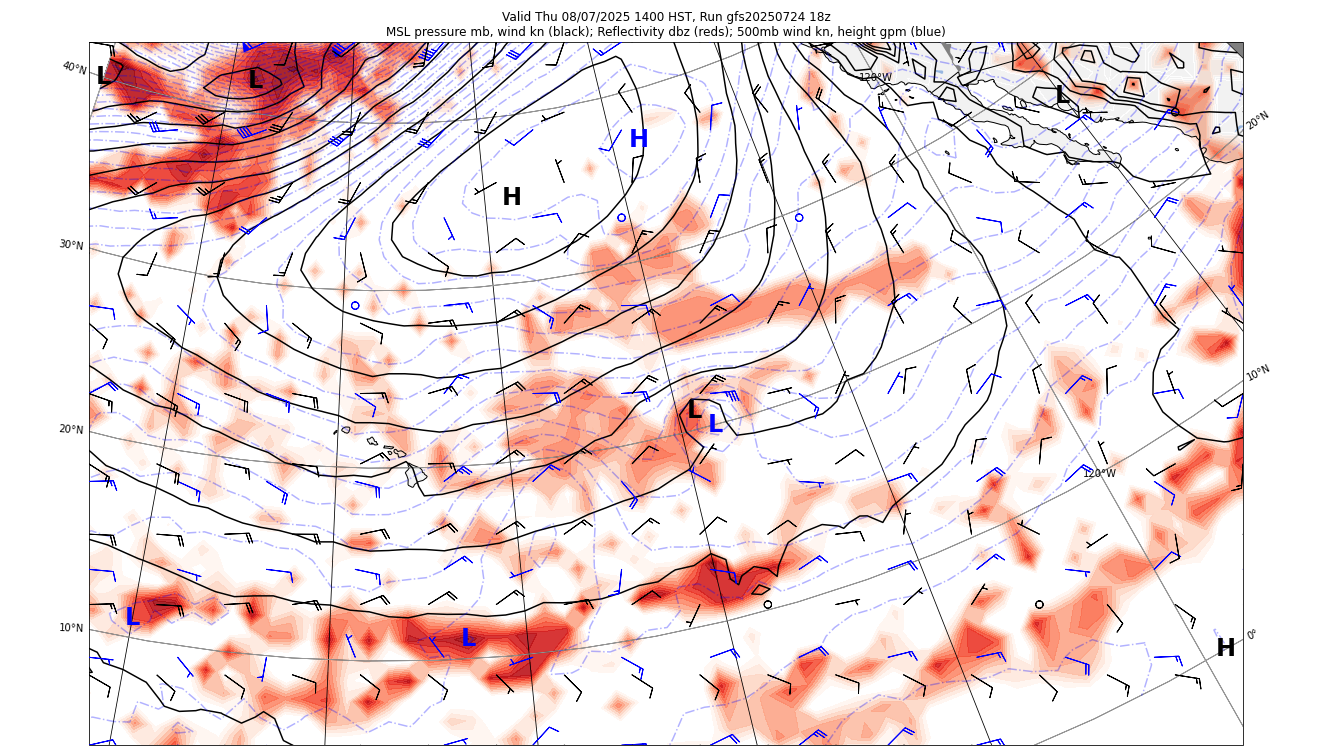 Valid Thu 08/07/2025 1400 HST, Run gfs20250724 18z
MSL pressure mb, wind kn (black); Reflectivity dbz (reds); 500mb wind kn, height gpm (blue)
40°N
L
L
120°W
L
20°N
H
H
30°N
10°N
20°N
L
L
120°W
L
10°N
L
0°
H